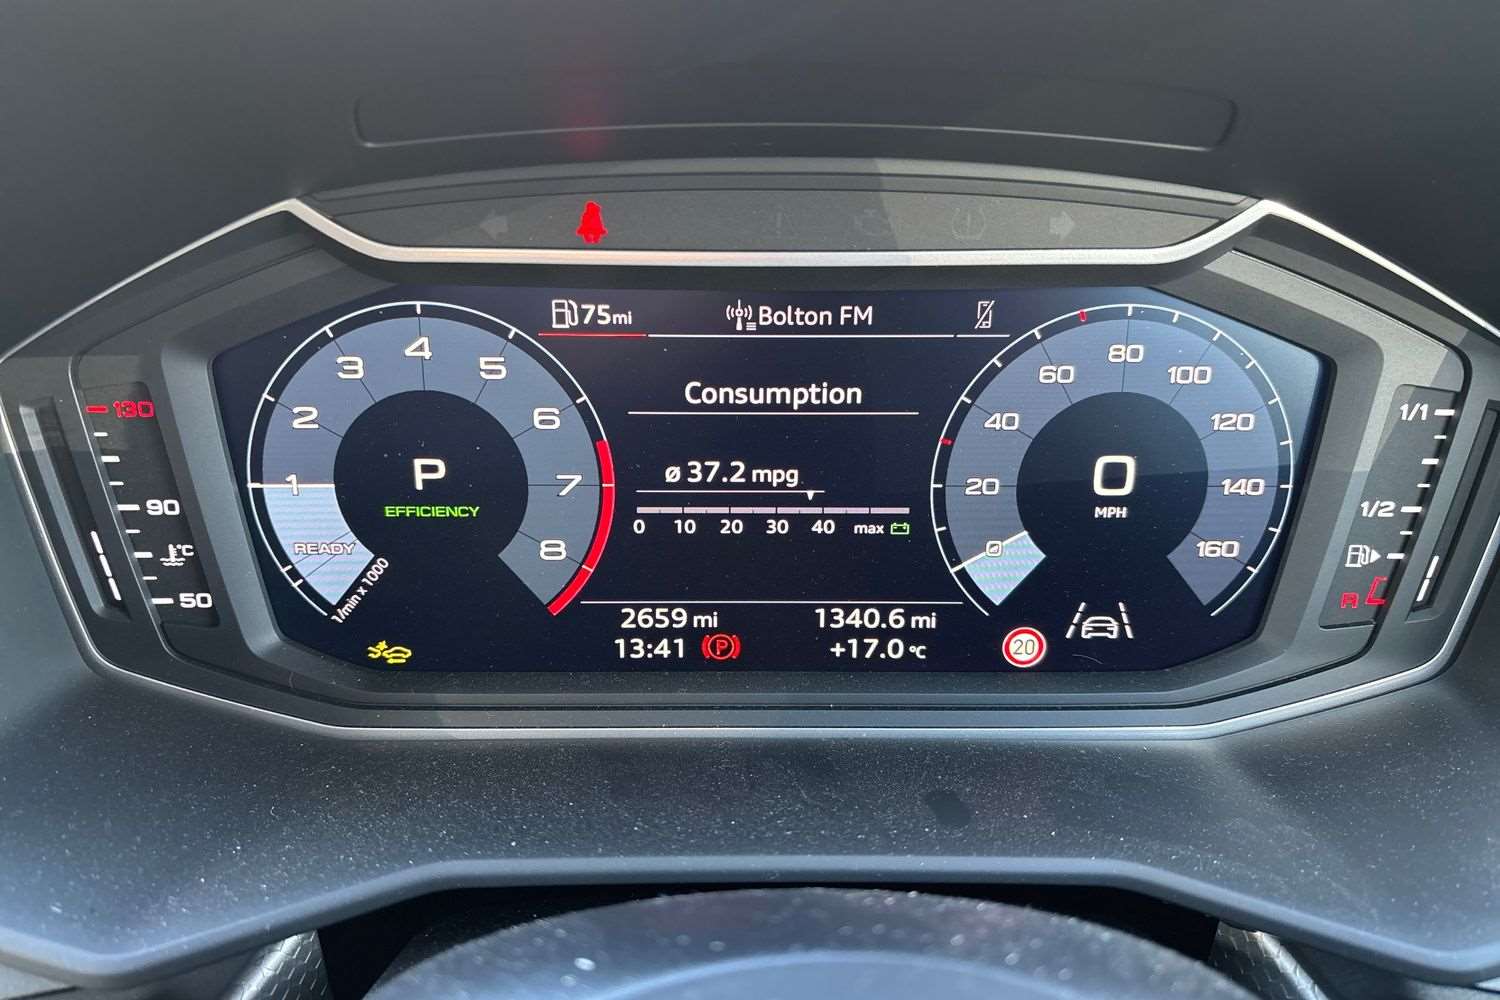 75mi
Bolton FM
Consumption
ø 37.2 mpg
0 10 20 30 40 max
2659 mi
1340.6 mi
13:41
P
+17.0 °C
20
1
2
3
4
5
6
7
8
READY
1/min x 1000
P
EFFICIENCY
0
20
40
60
80
100
120
140
160
0
MPH
130
90
°C
50
1/1
1/2
R